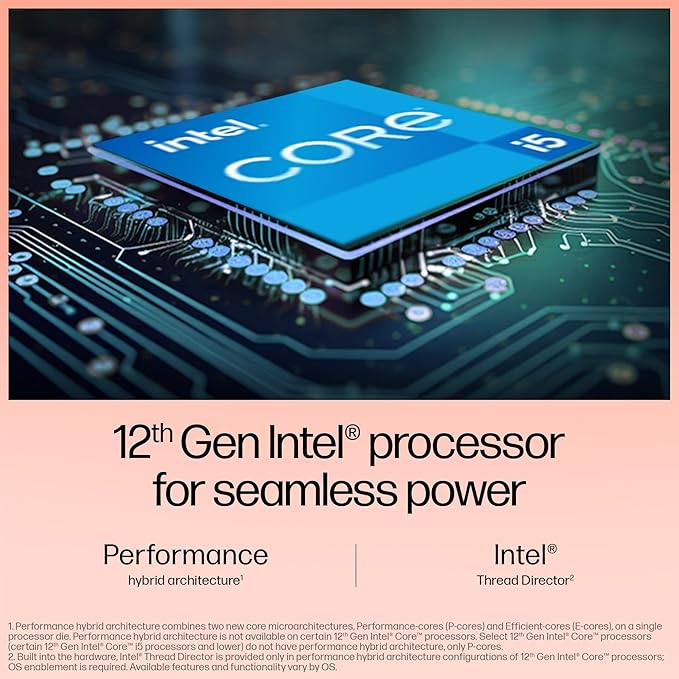 intel.
CORE™
i5
12th Gen Intel® processor
for seamless power
Performance
hybrid architecture¹
Intel®
Thread Director²
1. Performance hybrid architecture combines two new core microarchitectures, Performance-cores (P-cores) and Efficient-cores (E-cores), on a single
processor die. Performance hybrid architecture is not available on certain 12th Gen Intel® Core™ processors. Select 12th Gen Intel® Core™ processors
(certain 12th Gen Intel® Core™ i5 processors and lower) do not have performance hybrid architecture, only P-cores.
2. Built into the hardware, Intel® Thread Director is provided only in performance hybrid architecture configurations of 12th Gen Intel® Core™ processors;
OS enablement is required. Available features and functionality vary by OS.